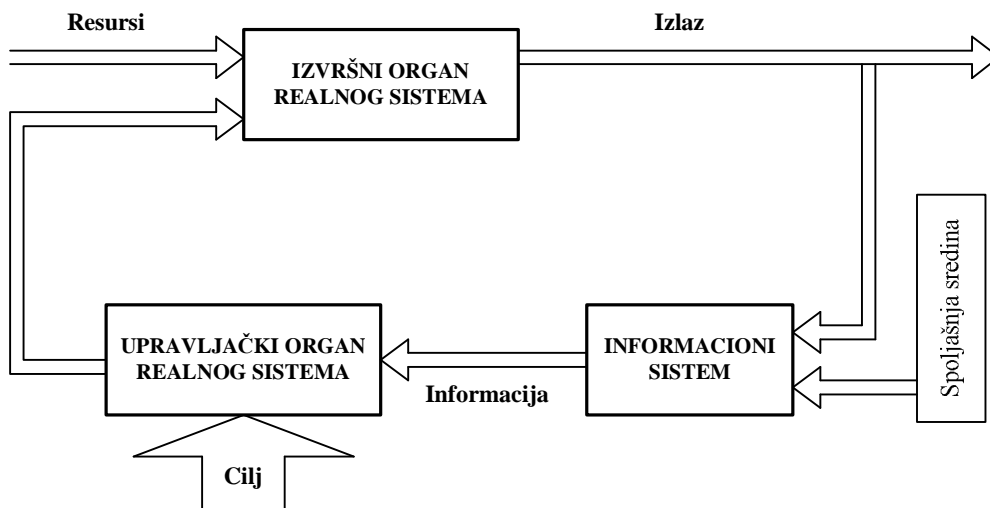 Resursi
Izlaz
IZVRŠNI ORGAN
REALNOG SISTEMA
Spoljašnja sredina
UPRAVLJAČKI ORGAN
REALNOG SISTEMA
INFORMACIONI
SISTEM
Informacija
Cilj